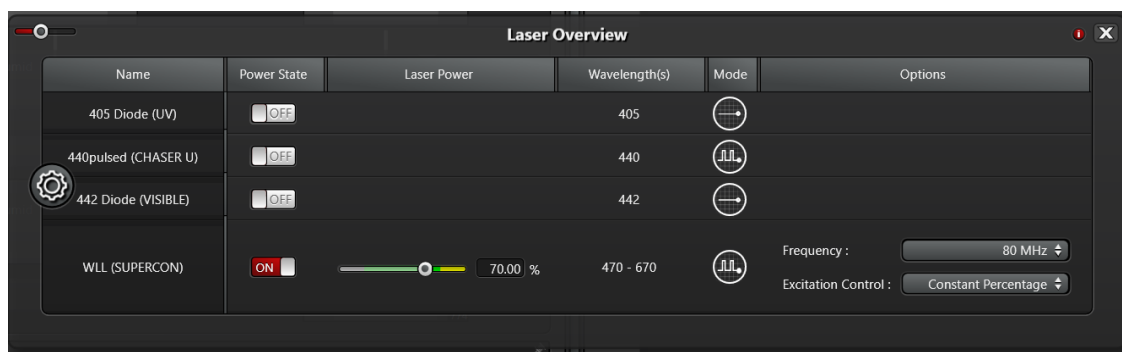 Laser Overview
Name Power State Laser Power Wavelength(s) Mode Options
405 Diode (UV) OFF 405
440pulsed (CHASER U) OFF 440
442 Diode (VISIBLE) OFF 442
Frequency : 80 MHz
WLL (SUPERCON) ON 70.00 % 470 - 670
Excitation Control : Constant Percentage